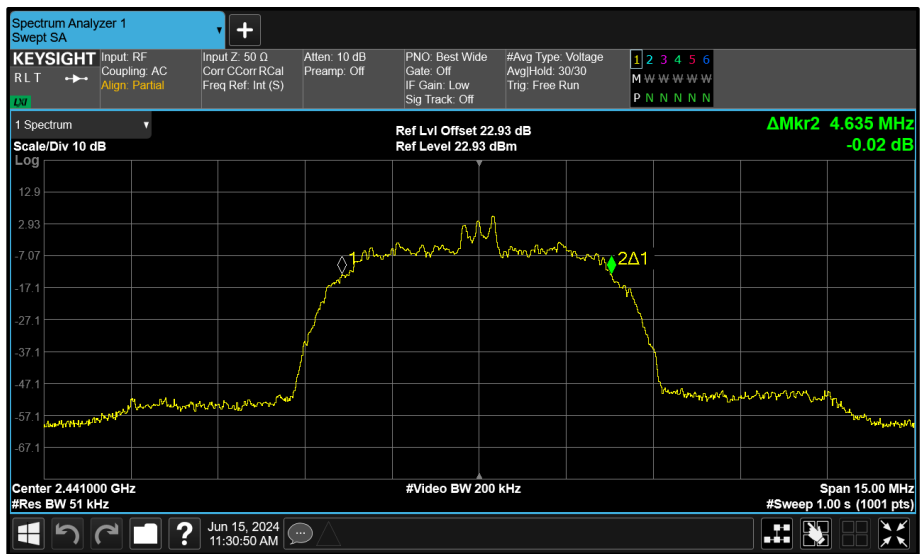 Spectrum Analyzer 1
Swept SA
+
KEYSIGHT
R L T
LXI
Input: RF
Coupling: AC
Align: Partial
Input Z: 50 Ω
Corr CCorr RCal
Freq Ref: Int (S)
Atten: 10 dB
Preamp: Off
PNO: Best Wide
Gate: Off
IF Gain: Low
Sig Track: Off
#Avg Type: Voltage
Avg|Hold: 30/30
Trig: Free Run
1 2 3 4 5 6
M W W W W W
P N N N N N
1 Spectrum
Scale/Div 10 dB
Ref Lvl Offset 22.93 dB
Ref Level 22.93 dBm
ΔMkr2 4.635 MHz
-0.02 dB
Log
12.9
2.93
-7.07
-17.1
-27.1
-37.1
-47.1
-57.1
-67.1
1
2Δ1
Center 2.441000 GHz
#Video BW 200 kHz
Span 15.00 MHz
#Res BW 51 kHz
#Sweep 1.00 s (1001 pts)
?
Jun 15, 2024
11:30:50 AM